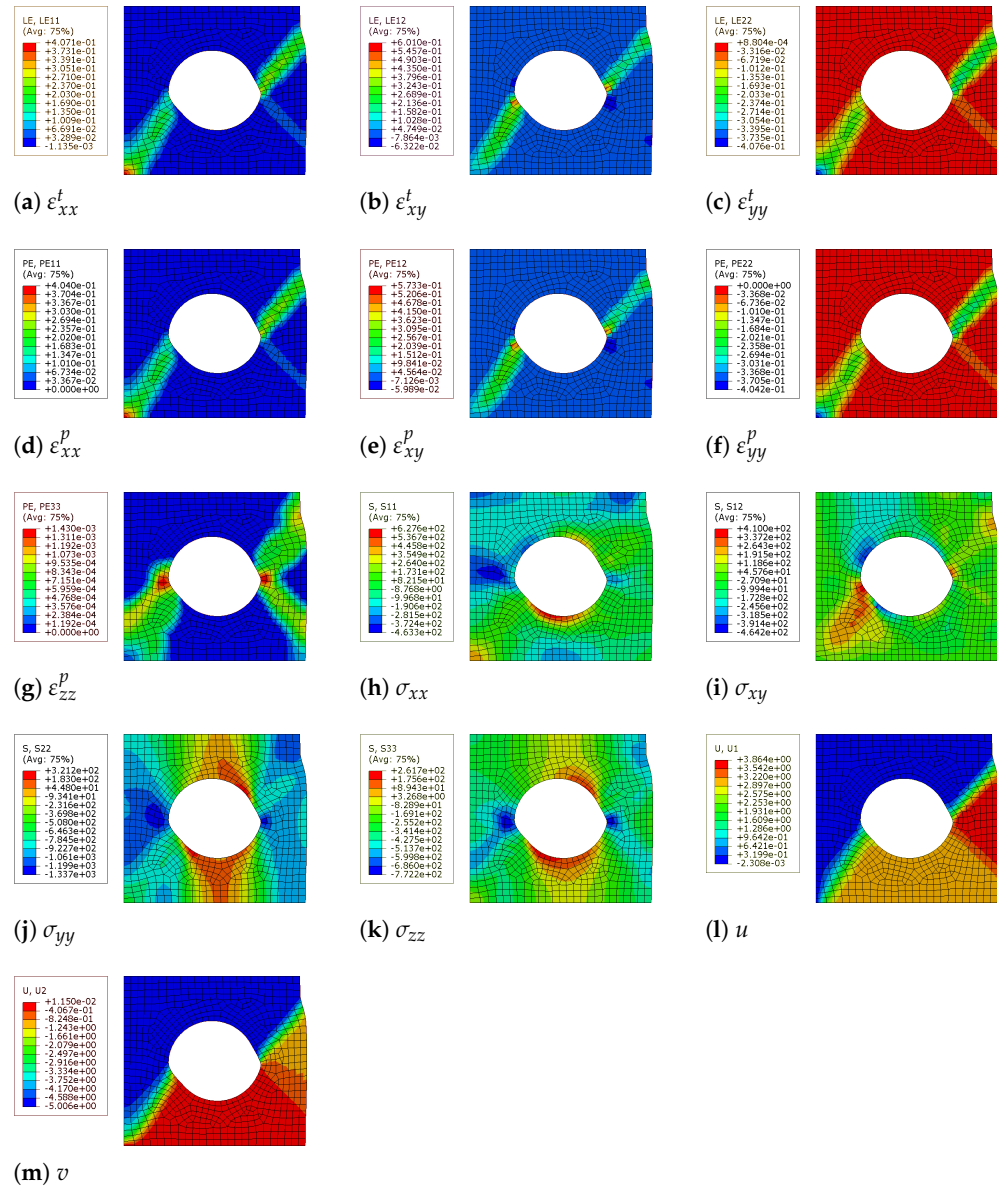 LE, LE11
(Avg: 75%)
+4.071e-01
+3.731e-01
+3.391e-01
+3.051e-01
+2.710e-01
+2.370e-01
+2.030e-01
+1.690e-01
+1.350e-01
+1.009e-01
+6.691e-02
+3.289e-02
-1.135e-03
(a) ε^t_xx
LE, LE12
(Avg: 75%)
+6.010e-01
+5.457e-01
+4.903e-01
+4.350e-01
+3.796e-01
+3.243e-01
+2.689e-01
+2.136e-01
+1.582e-01
+1.028e-01
+4.749e-02
-7.864e-03
-6.322e-02
(b) ε^t_xy
LE, LE22
(Avg: 75%)
+8.804e-04
-3.316e-02
-6.719e-02
-1.012e-01
-1.353e-01
-1.693e-01
-2.033e-01
-2.374e-01
-2.714e-01
-3.054e-01
-3.395e-01
-3.735e-01
-4.076e-01
(c) ε^t_yy
PE, PE11
(Avg: 75%)
+4.040e-01
+3.704e-01
+3.367e-01
+3.030e-01
+2.694e-01
+2.357e-01
+2.020e-01
+1.683e-01
+1.347e-01
+1.010e-01
+6.734e-02
+3.367e-02
+0.000e+00
(d) ε^p_xx
PE, PE12
(Avg: 75%)
+5.733e-01
+5.206e-01
+4.678e-01
+4.150e-01
+3.623e-01
+3.095e-01
+2.567e-01
+2.039e-01
+1.512e-01
+9.841e-02
+4.564e-02
-7.126e-03
-5.989e-02
(e) ε^p_xy
PE, PE22
(Avg: 75%)
+0.000e+00
-3.368e-02
-6.736e-02
-1.010e-01
-1.347e-01
-1.684e-01
-2.021e-01
-2.358e-01
-2.694e-01
-3.031e-01
-3.368e-01
-3.705e-01
-4.042e-01
(f) ε^p_yy
PE, PE33
(Avg: 75%)
+1.430e-03
+1.311e-03
+1.192e-03
+1.073e-03
+9.535e-04
+8.343e-04
+7.151e-04
+5.959e-04
+4.768e-04
+3.576e-04
+2.384e-04
+1.192e-04
+0.000e+00
(g) ε^p_zz
S, S11
(Avg: 75%)
+6.276e+02
+5.367e+02
+4.458e+02
+3.549e+02
+2.640e+02
+1.731e+02
+8.215e+01
-8.768e+00
-9.968e+01
-1.906e+02
-2.815e+02
-3.724e+02
-4.633e+02
(h) σ_xx
S, S12
(Avg: 75%)
+4.100e+02
+3.372e+02
+2.643e+02
+1.915e+02
+1.186e+02
+4.576e+01
-2.709e+01
-9.994e+01
-1.728e+02
-2.456e+02
-3.185e+02
-3.914e+02
-4.642e+02
(i) σ_xy
S, S22
(Avg: 75%)
+3.212e+02
+1.830e+02
+4.480e+01
-9.341e+01
-2.316e+02
-3.698e+02
-5.080e+02
-6.463e+02
-7.845e+02
-9.227e+02
-1.061e+03
-1.199e+03
-1.337e+03
(j) σ_yy
S, S33
(Avg: 75%)
+2.617e+02
+1.756e+02
+8.943e+01
+3.268e+00
-8.289e+01
-1.691e+02
-2.552e+02
-3.414e+02
-4.275e+02
-5.137e+02
-5.998e+02
-6.860e+02
-7.722e+02
(k) σ_zz
U, U1
+3.864e+00
+3.542e+00
+3.220e+00
+2.897e+00
+2.575e+00
+2.253e+00
+1.931e+00
+1.609e+00
+1.286e+00
+9.642e-01
+6.421e-01
+3.199e-01
-2.308e-03
(l) u
U, U2
+1.150e-02
-4.067e-01
-8.248e-01
-1.243e+00
-1.661e+00
-2.079e+00
-2.497e+00
-2.916e+00
-3.334e+00
-3.752e+00
-4.170e+00
-4.588e+00
-5.006e+00
(m) v